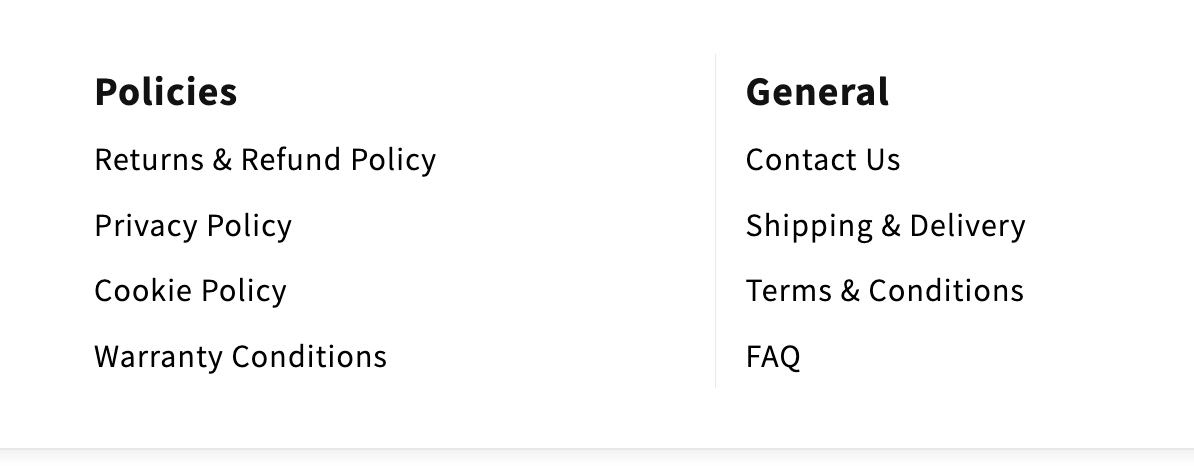 Policies
Returns & Refund Policy
Privacy Policy
Cookie Policy
Warranty Conditions
General
Contact Us
Shipping & Delivery
Terms & Conditions
FAQ